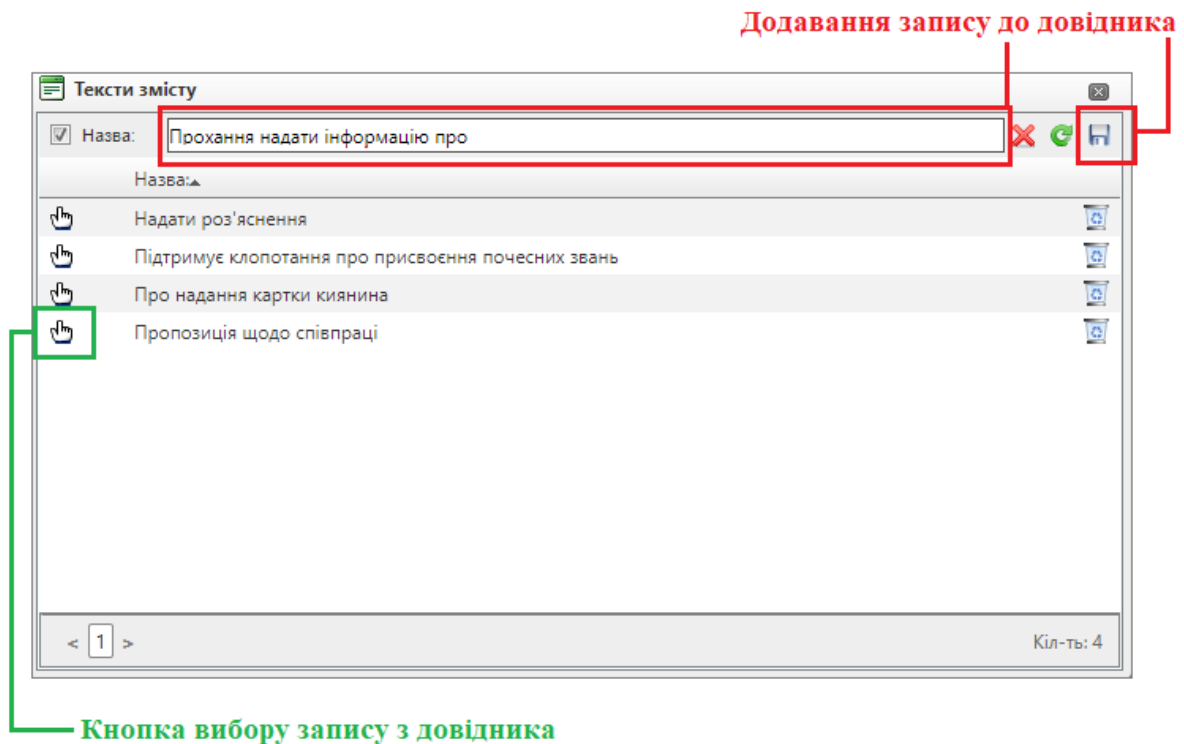 Додавання запису до довідника
Тексти змісту
Назва: Прохання надати інформацію про
Назва:
Надати роз'яснення
Підтримує клопотання про присвоєння почесних звань
Про надання картки киянина
Пропозиція щодо співпраці
< 1 > Кіл-ть: 4
Кнопка вибору запису з довідника